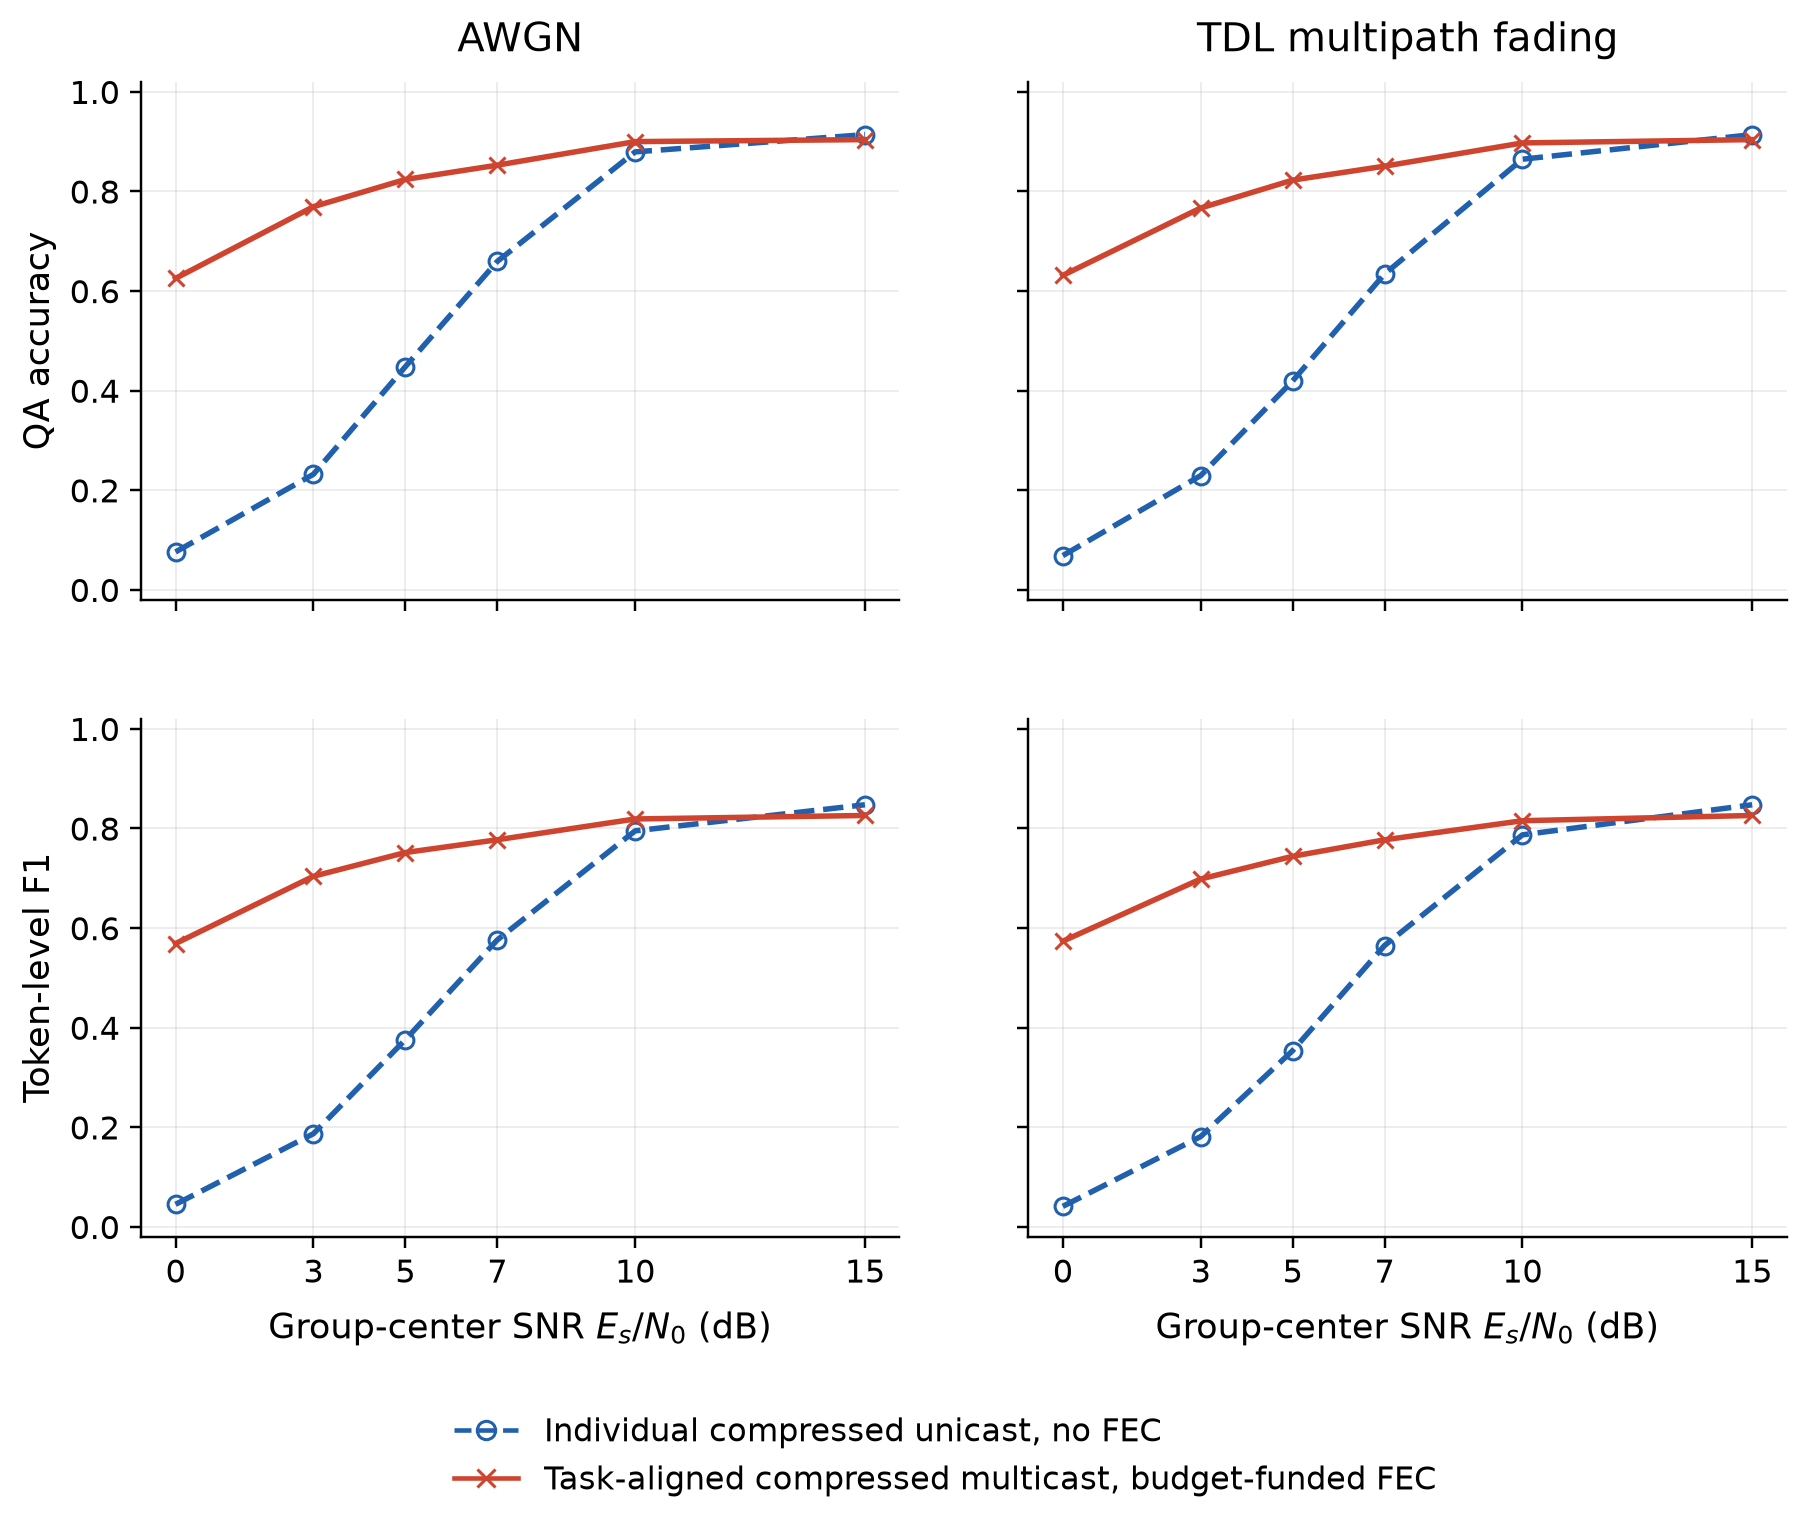 AWGN
TDL multipath fading
1.0
0.8
0.6
0.4
0.2
0.0
QA accuracy
1.0
0.8
0.6
0.4
0.2
0.0
Token-level F1
0 3 5 7 10 15
0 3 5 7 10 15
Group-center SNR Es/N0 (dB)
Group-center SNR Es/N0 (dB)
Individual compressed unicast, no FEC
Task-aligned compressed multicast, budget-funded FEC